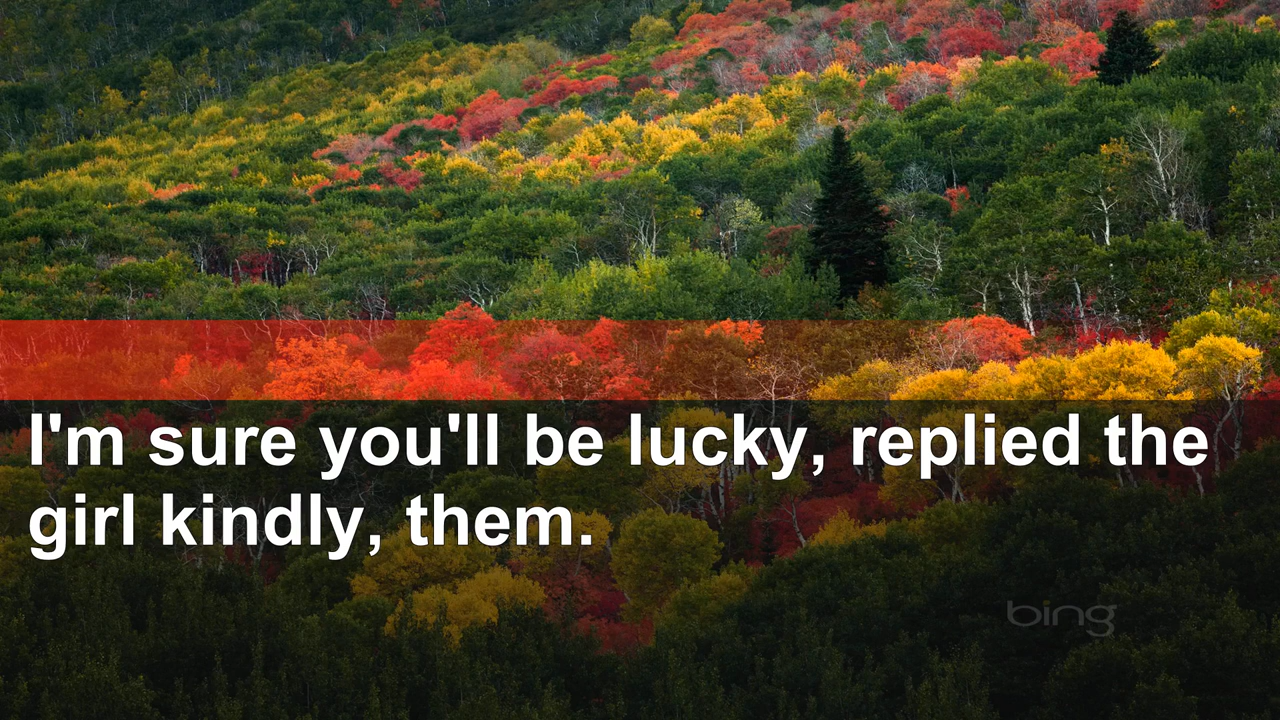 I'm sure you'll be lucky, replied the
girl kindly, them.
bing